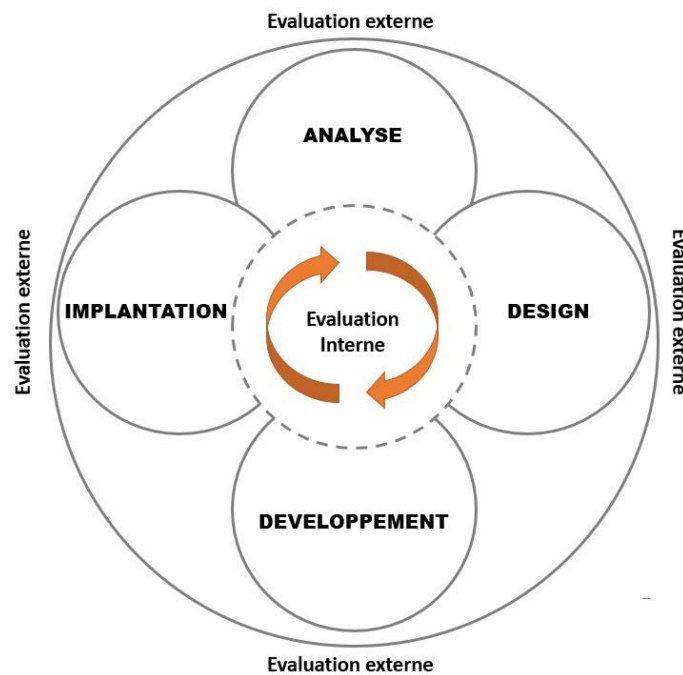 Evaluation externe
ANALYSE
Evaluation externe
IMPLANTATION
Evaluation
Interne
DESIGN
Evaluation externe
DEVELOPPEMENT
Evaluation externe